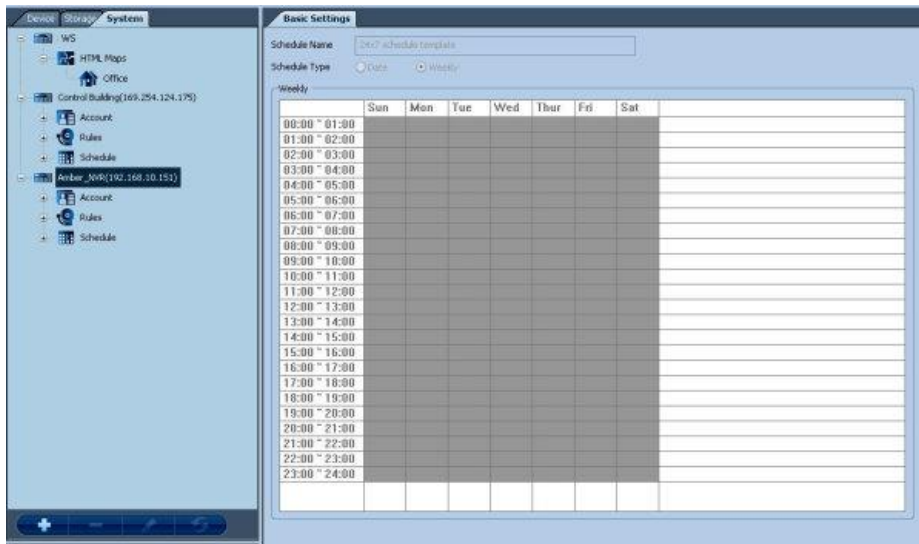 Device Storage System
WS
HTML Maps
Office
Control Building(169.254.124.175)
Account
Rules
Schedule
Amber_NVR(192.168.10.151)
Account
Rules
Schedule
Basic Settings
Schedule Name 24x7 schedule template
Schedule Type Date Weekly
Weekly
Sun Mon Tue Wed Thur Fri Sat
00:00 ~ 01:00
01:00 ~ 02:00
02:00 ~ 03:00
03:00 ~ 04:00
04:00 ~ 05:00
05:00 ~ 06:00
06:00 ~ 07:00
07:00 ~ 08:00
08:00 ~ 09:00
09:00 ~ 10:00
10:00 ~ 11:00
11:00 ~ 12:00
12:00 ~ 13:00
13:00 ~ 14:00
14:00 ~ 15:00
15:00 ~ 16:00
16:00 ~ 17:00
17:00 ~ 18:00
18:00 ~ 19:00
19:00 ~ 20:00
20:00 ~ 21:00
21:00 ~ 22:00
22:00 ~ 23:00
23:00 ~ 24:00